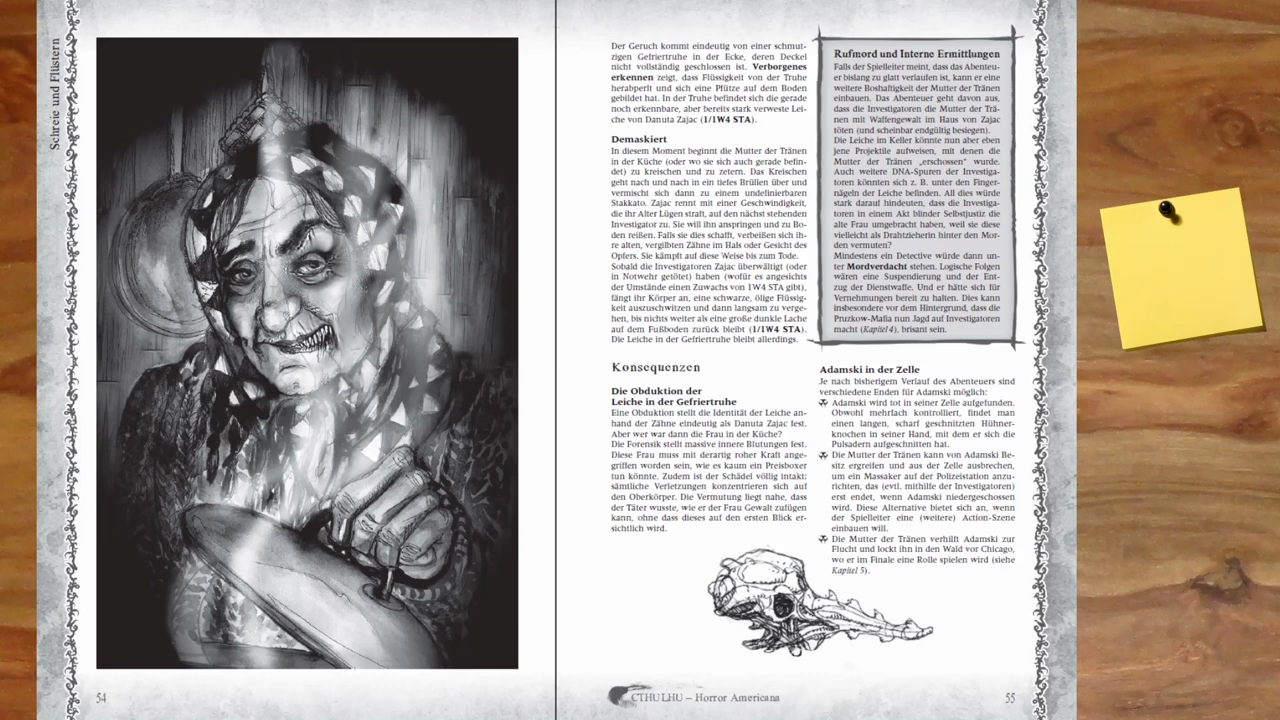 Schreie und Flüstern
54
Der Geruch kommt eindeutig von einer schmut-
zigen Gefriertruhe in der Ecke, deren Deckel
nicht vollständig geschlossen ist. Verborgenes
erkennen zeigt, dass Flüssigkeit von der Truhe
herabperlt und sich eine Pfütze auf dem Boden
gebildet hat. In der Truhe befindet sich die gerade
noch erkennbare, aber bereits stark verweste Lei-
che von Danuta Zajac (1/1W4 STA).
Demaskiert
In diesem Moment beginnt die Mutter der Tränen
in der Küche (oder wo sie sich auch gerade befin-
det) zu kreischen und zu zetern. Das Kreischen
geht nach und nach in ein tiefes Brüllen über und
vermischt sich dann zu einem undefinierbaren
Stakkato. Zajac rennt mit einer Geschwindigkeit,
die ihr Alter Lügen straft, auf den nächst stehenden
Investigator zu. Sie will ihn anspringen und zu Bo-
den reißen. Falls sie dies schafft, verbeißen sich ih-
re alten, vergilbten Zähne im Hals oder Gesicht des
Opfers. Sie kämpft auf diese Weise bis zum Tode.
Sobald die Investigatoren Zajac überwältigt (oder
in Notwehr getötet) haben (wofür es angesichts
der Umstände einen Zuwachs von 1W4 STA gibt),
fängt ihr Körper an, eine schwarze, ölige Flüssig-
keit auszuschwitzen und dann langsam zu verge-
hen, bis nichts weiter als eine große dunkle Lache
auf dem Fußboden zurück bleibt (1/1W4 STA).
Die Leiche in der Gefriertruhe bleibt allerdings.
Konsequenzen
Die Obduktion der
Leiche in der Gefriertruhe
Eine Obduktion stellt die Identität der Leiche an-
hand der Zähne eindeutig als Danuta Zajac fest.
Aber wer war dann die Frau in der Küche?
Die Forensik stellt massive innere Blutungen fest.
Diese Frau muss mit derartig roher Kraft ange-
griffen worden sein, wie es kaum ein Preisboxer
tun könnte. Zudem ist der Schädel völlig intakt:
sämtliche Verletzungen konzentrieren sich auf
den Oberkörper. Die Vermutung liegt nahe, dass
der Täter wusste, wie er der Frau Gewalt zufügen
kann, ohne dass dieses auf den ersten Blick er-
sichtlich wird.
Rufmord und Interne Ermittlungen
Falls der Spielleiter meint, dass das Abenteu-
er bislang zu glatt verlaufen ist, kann er eine
weitere Boshaftigkeit der Mutter der Tränen
einbauen. Das Abenteuer geht davon aus,
dass die Investigatoren die Mutter der Trä-
nen mit Waffengewalt im Haus von Zajac
töten (und scheinbar endgültig besiegen).
Die Leiche im Keller könnte nun aber eben
jene Projektile aufweisen, mit denen die
Mutter der Tränen „erschossen“ wurde.
Auch weitere DNA-Spuren der Investiga-
toren könnten sich z. B. unter den Finger-
nägeln der Leiche befinden. All dies würde
stark darauf hindeuten, dass die Investiga-
toren in einem Akt blinder Selbstjustiz die
alte Frau umgebracht haben, weil sie diese
vielleicht als Drahtzieherin hinter den Mor-
den vermuten?
Mindestens ein Detective würde dann un-
ter Mordverdacht stehen. Logische Folgen
wären eine Suspendierung und der Ent-
zug der Dienstwaffe. Und er hätte sich für
Vernehmungen bereit zu halten. Dies kann
insbesondere vor dem Hintergrund, dass die
Pruzkow-Mafia nun Jagd auf Investigatoren
macht (Kapitel 4), brisant sein.
Adamski in der Zelle
Je nach bisherigem Verlauf des Abenteuers sind
verschiedene Enden für Adamski möglich:
Adamski wird tot in seiner Zelle aufgefunden.
Obwohl mehrfach kontrolliert, findet man
einen langen, scharf geschnitzten Hühner-
knochen in seiner Hand, mit dem er sich die
Pulsadern aufgeschnitten hat.
Die Mutter der Tränen kann von Adamski Be-
sitz ergreifen und aus der Zelle ausbrechen,
um ein Massaker auf der Polizeistation anzu-
richten, das (evtl. mithilfe der Investigatoren)
erst endet, wenn Adamski niedergeschossen
wird. Diese Alternative bietet sich an, wenn
der Spielleiter eine (weitere) Action-Szene
einbauen will.
Die Mutter der Tränen verhilft Adamski zur
Flucht und lockt ihn in den Wald vor Chicago,
wo er im Finale eine Rolle spielen wird (siehe
Kapitel 5).
CTHULHU – Horror Americana
55